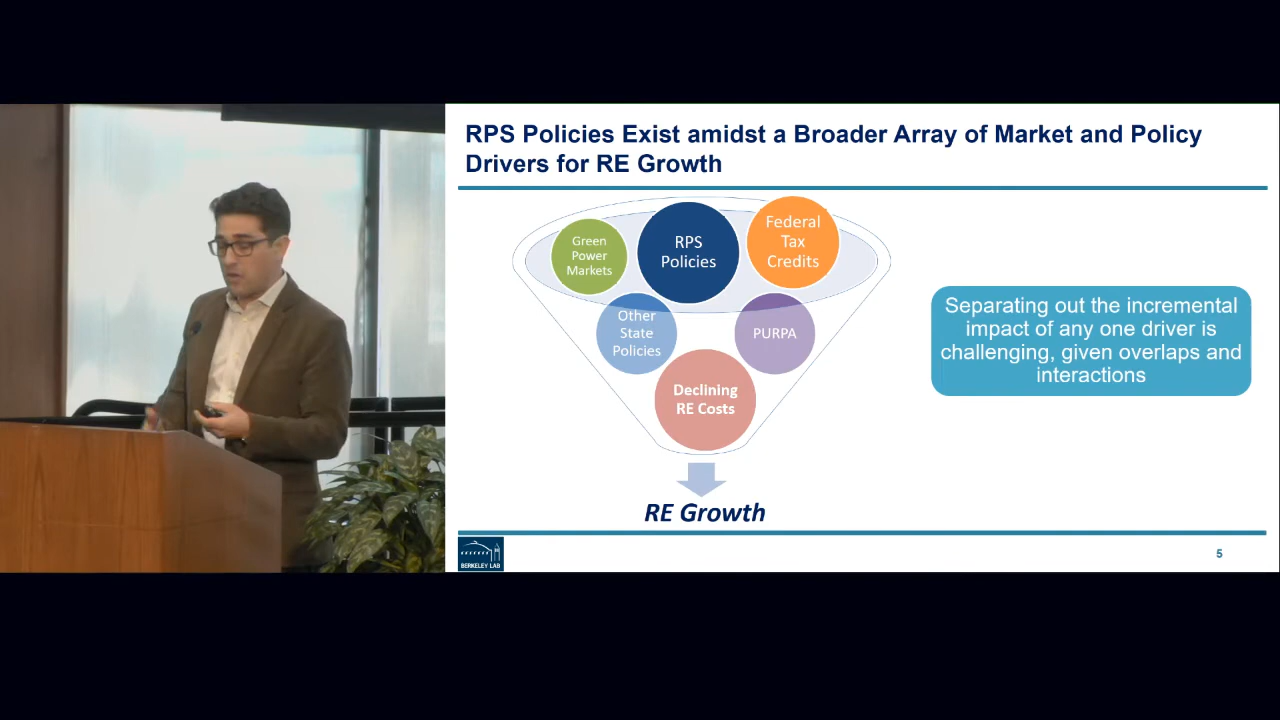 RPS Policies Exist amidst a Broader Array of Market and Policy
Drivers for RE Growth
Green
Power
Markets
RPS
Policies
Federal
Tax
Credits
Other
State
Policies
PURPA
Declining
RE Costs
RE Growth
Separating out the incremental
impact of any one driver is
challenging, given overlaps and
interactions
BERKELEY LAB
5